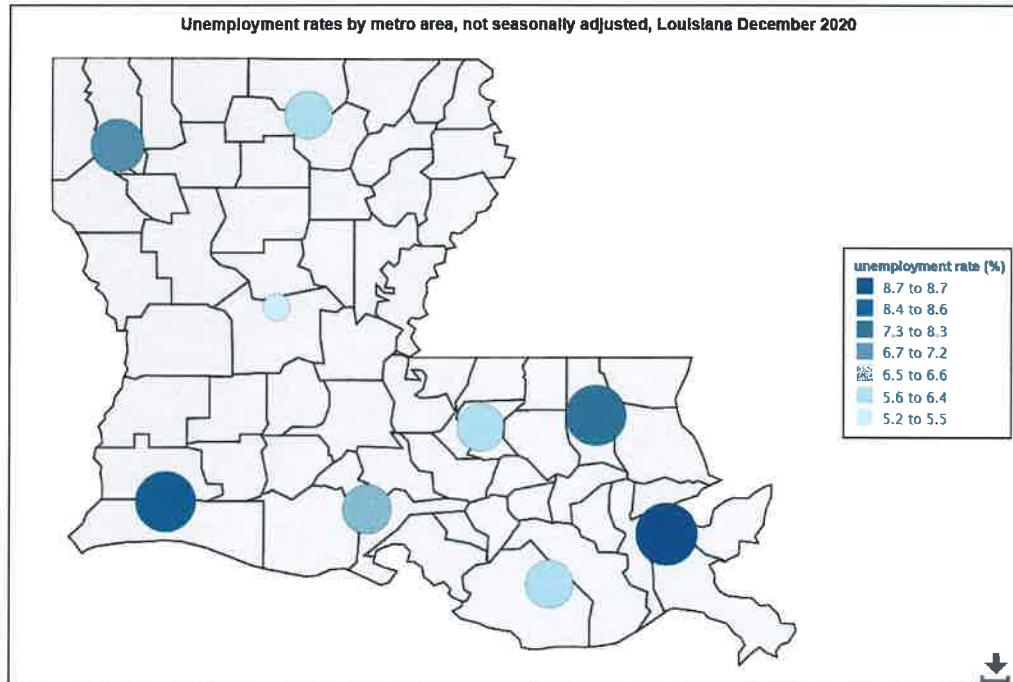 Unemployment rates by metro area, not seasonally adjusted, Louisiana December 2020
unemployment rate (%)
8.7 to 8.7
8.4 to 8.6
7.3 to 8.3
6.7 to 7.2
6.5 to 6.6
5.6 to 6.4
5.2 to 5.5